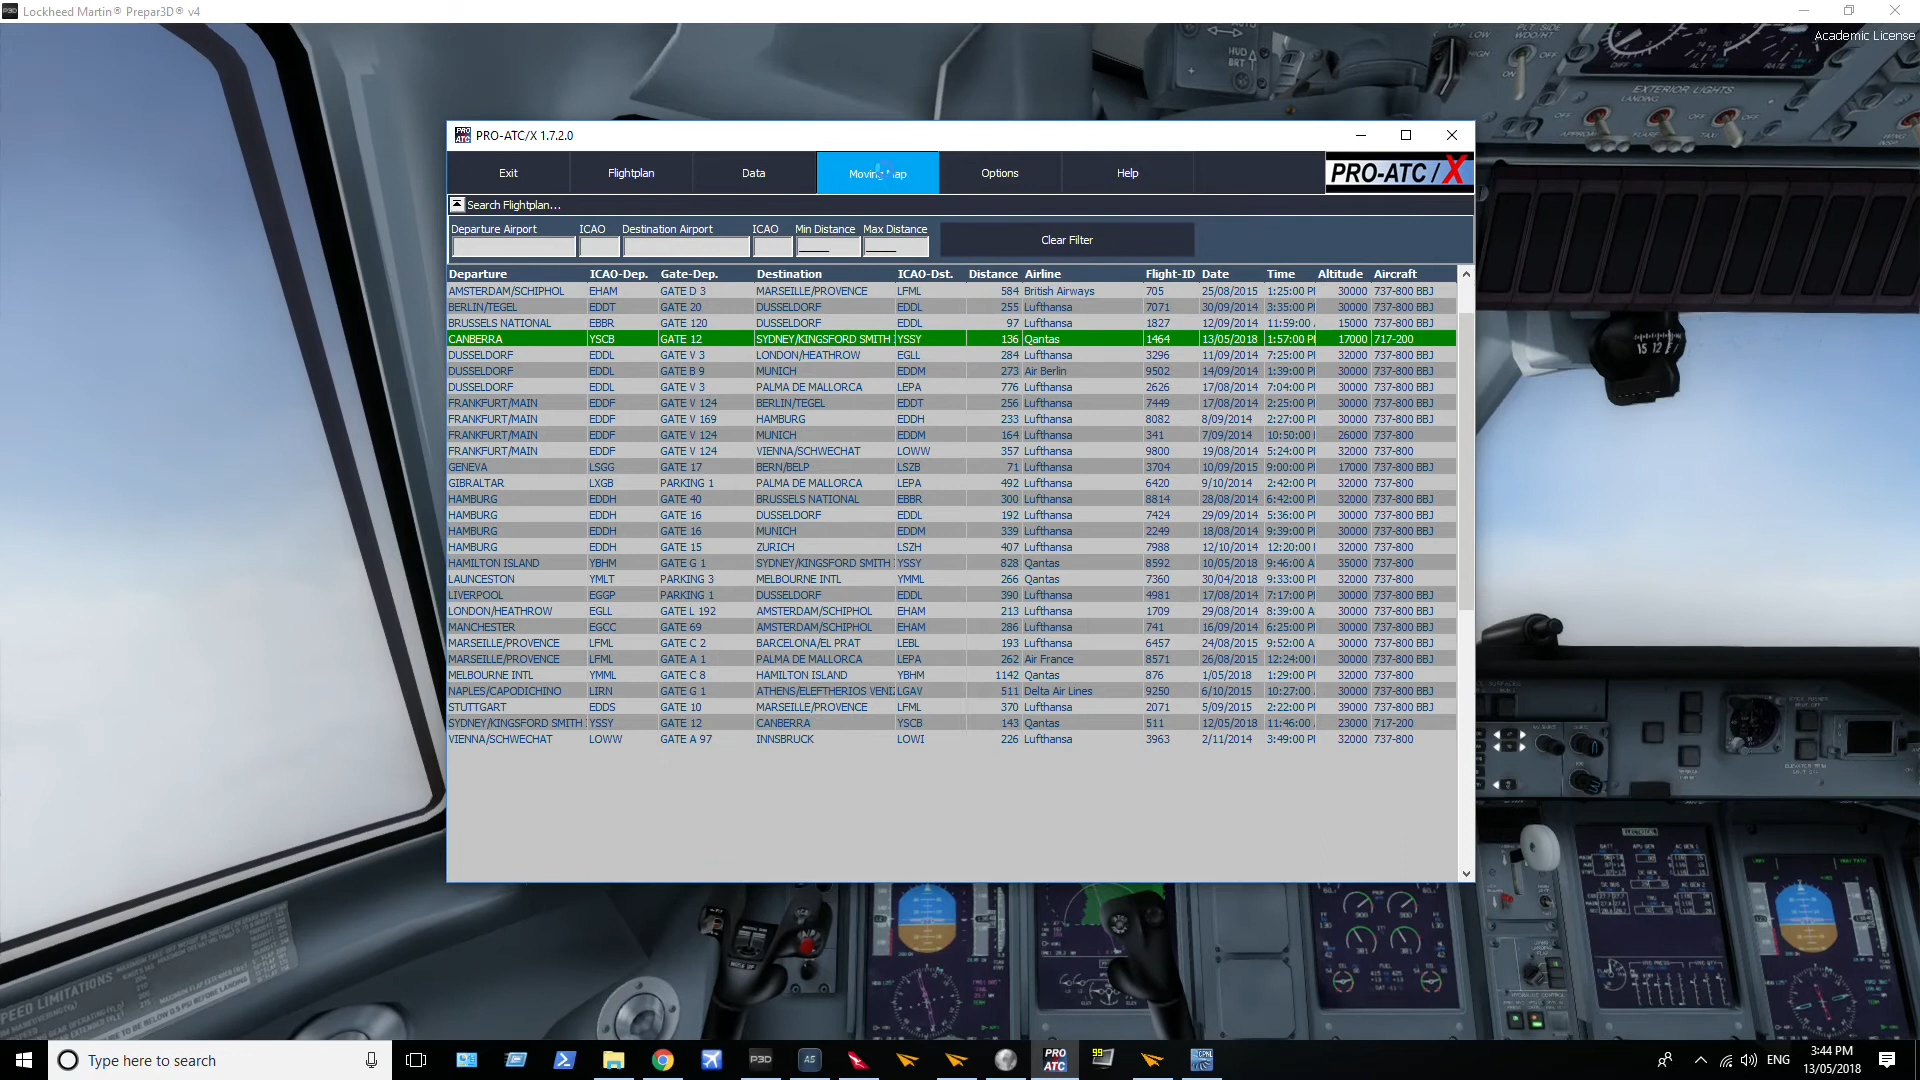 Lockheed Martin® Prepar3D® v4
Academic License
PRO-ATC/X 1.7.2.0
Exit Flightplan Data Options Help PRO-ATC/X
Search Flightplan...
Departure Airport ICAO Destination Airport ICAO Min Distance Max Distance
Clear Filter
Departure ICAO-Dep. Gate-Dep. Destination ICAO-Dst. Distance Airline Flight-ID Date Time Altitude Aircraft
AMSTERDAM/SCHIPHOL EHAM GATE D 3 MARSEILLE/PROVENCE LFML 584 British Airways 705 25/08/2015 1:25:00 P 30000 737-800 BBJ
BERLIN/TEGEL EDDT GATE 20 DUSSELDORF EDDL 255 Lufthansa 7071 30/09/2014 3:35:00 P 30000 737-800 BBJ
BRUSSELS NATIONAL EBBR GATE 120 DUSSELDORF EDDL 97 Lufthansa 1827 12/09/2014 11:59:00 15000 737-800 BBJ
CANBERRA YSCB GATE 12 SYDNEY/KINGSFORD SMITH YSSY 136 Qantas 1464 13/05/2018 1:57:00 P 17000 717-200
DUSSELDORF EDDL GATE V 3 LONDON/HEATHROW EGLL 284 Lufthansa 3296 11/09/2014 7:25:00 P 32000 737-800 BBJ
DUSSELDORF EDDL GATE B 9 MUNICH EDDM 273 Air Berlin 9502 14/09/2014 1:39:00 P 30000 737-800 BBJ
DUSSELDORF EDDL GATE V 3 PALMA DE MALLORCA LEPA 776 Lufthansa 2626 17/08/2014 7:04:00 P 30000 737-800 BBJ
FRANKFURT/MAIN EDDF GATE V 124 BERLIN/TEGEL EDDT 256 Lufthansa 7449 17/08/2014 2:25:00 P 30000 737-800 BBJ
FRANKFURT/MAIN EDDF GATE V 169 HAMBURG EDDH 233 Lufthansa 8082 8/09/2014 2:27:00 P 30000 737-800 BBJ
FRANKFURT/MAIN EDDF GATE V 124 MUNICH EDDM 164 Lufthansa 341 7/09/2014 10:50:00 26000 737-800
FRANKFURT/MAIN EDDF GATE V 124 VIENNA/SCHWECHAT LOWW 357 Lufthansa 9800 19/08/2014 5:24:00 P 32000 737-800
GENEVA LSGG GATE 17 BERN/BELP LSZB 71 Lufthansa 3704 10/09/2015 9:00:00 P 17000 737-800 BBJ
GIBRALTAR LXGB PARKING 1 PALMA DE MALLORCA LEPA 492 Lufthansa 6420 9/10/2014 2:42:00 P 32000 737-800
HAMBURG EDDH GATE 40 BRUSSELS NATIONAL EBBR 300 Lufthansa 8814 28/08/2014 6:42:00 P 32000 737-800 BBJ
HAMBURG EDDH GATE 16 DUSSELDORF EDDL 192 Lufthansa 7424 29/09/2014 5:36:00 P 30000 737-800 BBJ
HAMBURG EDDH GATE 16 MUNICH EDDM 339 Lufthansa 2249 18/08/2014 9:39:00 P 30000 737-800 BBJ
HAMBURG EDDH GATE 15 ZURICH LSZH 407 Lufthansa 7988 12/10/2014 12:20:00 32000 737-800
HAMILTON ISLAND YBHM GATE G 1 SYDNEY/KINGSFORD SMITH YSSY 828 Qantas 8592 10/05/2018 9:46:00 A 35000 737-800
LAUNCESTON YMLT PARKING 3 MELBOURNE INTL YMML 266 Qantas 7360 30/04/2018 9:33:00 P 32000 737-800
LIVERPOOL EGGP PARKING 1 DUSSELDORF EDDL 390 Lufthansa 4981 17/08/2014 7:17:00 P 30000 737-800 BBJ
LONDON/HEATHROW EGLL GATE L 192 AMSTERDAM/SCHIPHOL EHAM 213 Lufthansa 1709 29/08/2014 8:39:00 A 30000 737-800 BBJ
MANCHESTER EGCC GATE 69 AMSTERDAM/SCHIPHOL EHAM 286 Lufthansa 741 16/09/2014 6:25:00 P 30000 737-800 BBJ
MARSEILLE/PROVENCE LFML GATE C 2 BARCELONA/EL PRAT LEBL 193 Lufthansa 6457 24/08/2015 9:52:00 A 30000 737-800 BBJ
MARSEILLE/PROVENCE LFML GATE A 1 PALMA DE MALLORCA LEPA 262 Air France 8571 26/08/2015 12:24:00 30000 737-800 BBJ
MELBOURNE INTL YMML GATE C 8 HAMILTON ISLAND YBHM 1142 Qantas 876 1/05/2018 1:29:00 P 32000 737-800
NAPLES/CAPODICHINO LIRN GATE G 1 ATHENS/ELEFTHERIOS VENIZ LGAV 511 Delta Air Lines 9250 6/10/2015 10:27:00 30000 737-800 BBJ
STUTTGART EDDS GATE 10 MARSEILLE/PROVENCE LFML 370 Lufthansa 2071 5/09/2015 2:22:00 P 39000 737-800 BBJ
SYDNEY/KINGSFORD SMITH YSSY GATE 12 CANBERRA YSCB 143 Qantas 511 12/05/2018 11:46:00 23000 717-200
VIENNA/SCHWECHAT LOWW GATE A 97 INNSBRUCK LOWI 226 Lufthansa 3963 2/11/2014 3:49:00 P 32000 737-800
EXTERIOR LIGHTS
LANDING
HUD
BRT
15 12
Type here to search
P3D
AS
PRO ATC
99
ENG
3:44 PM
13/05/2018